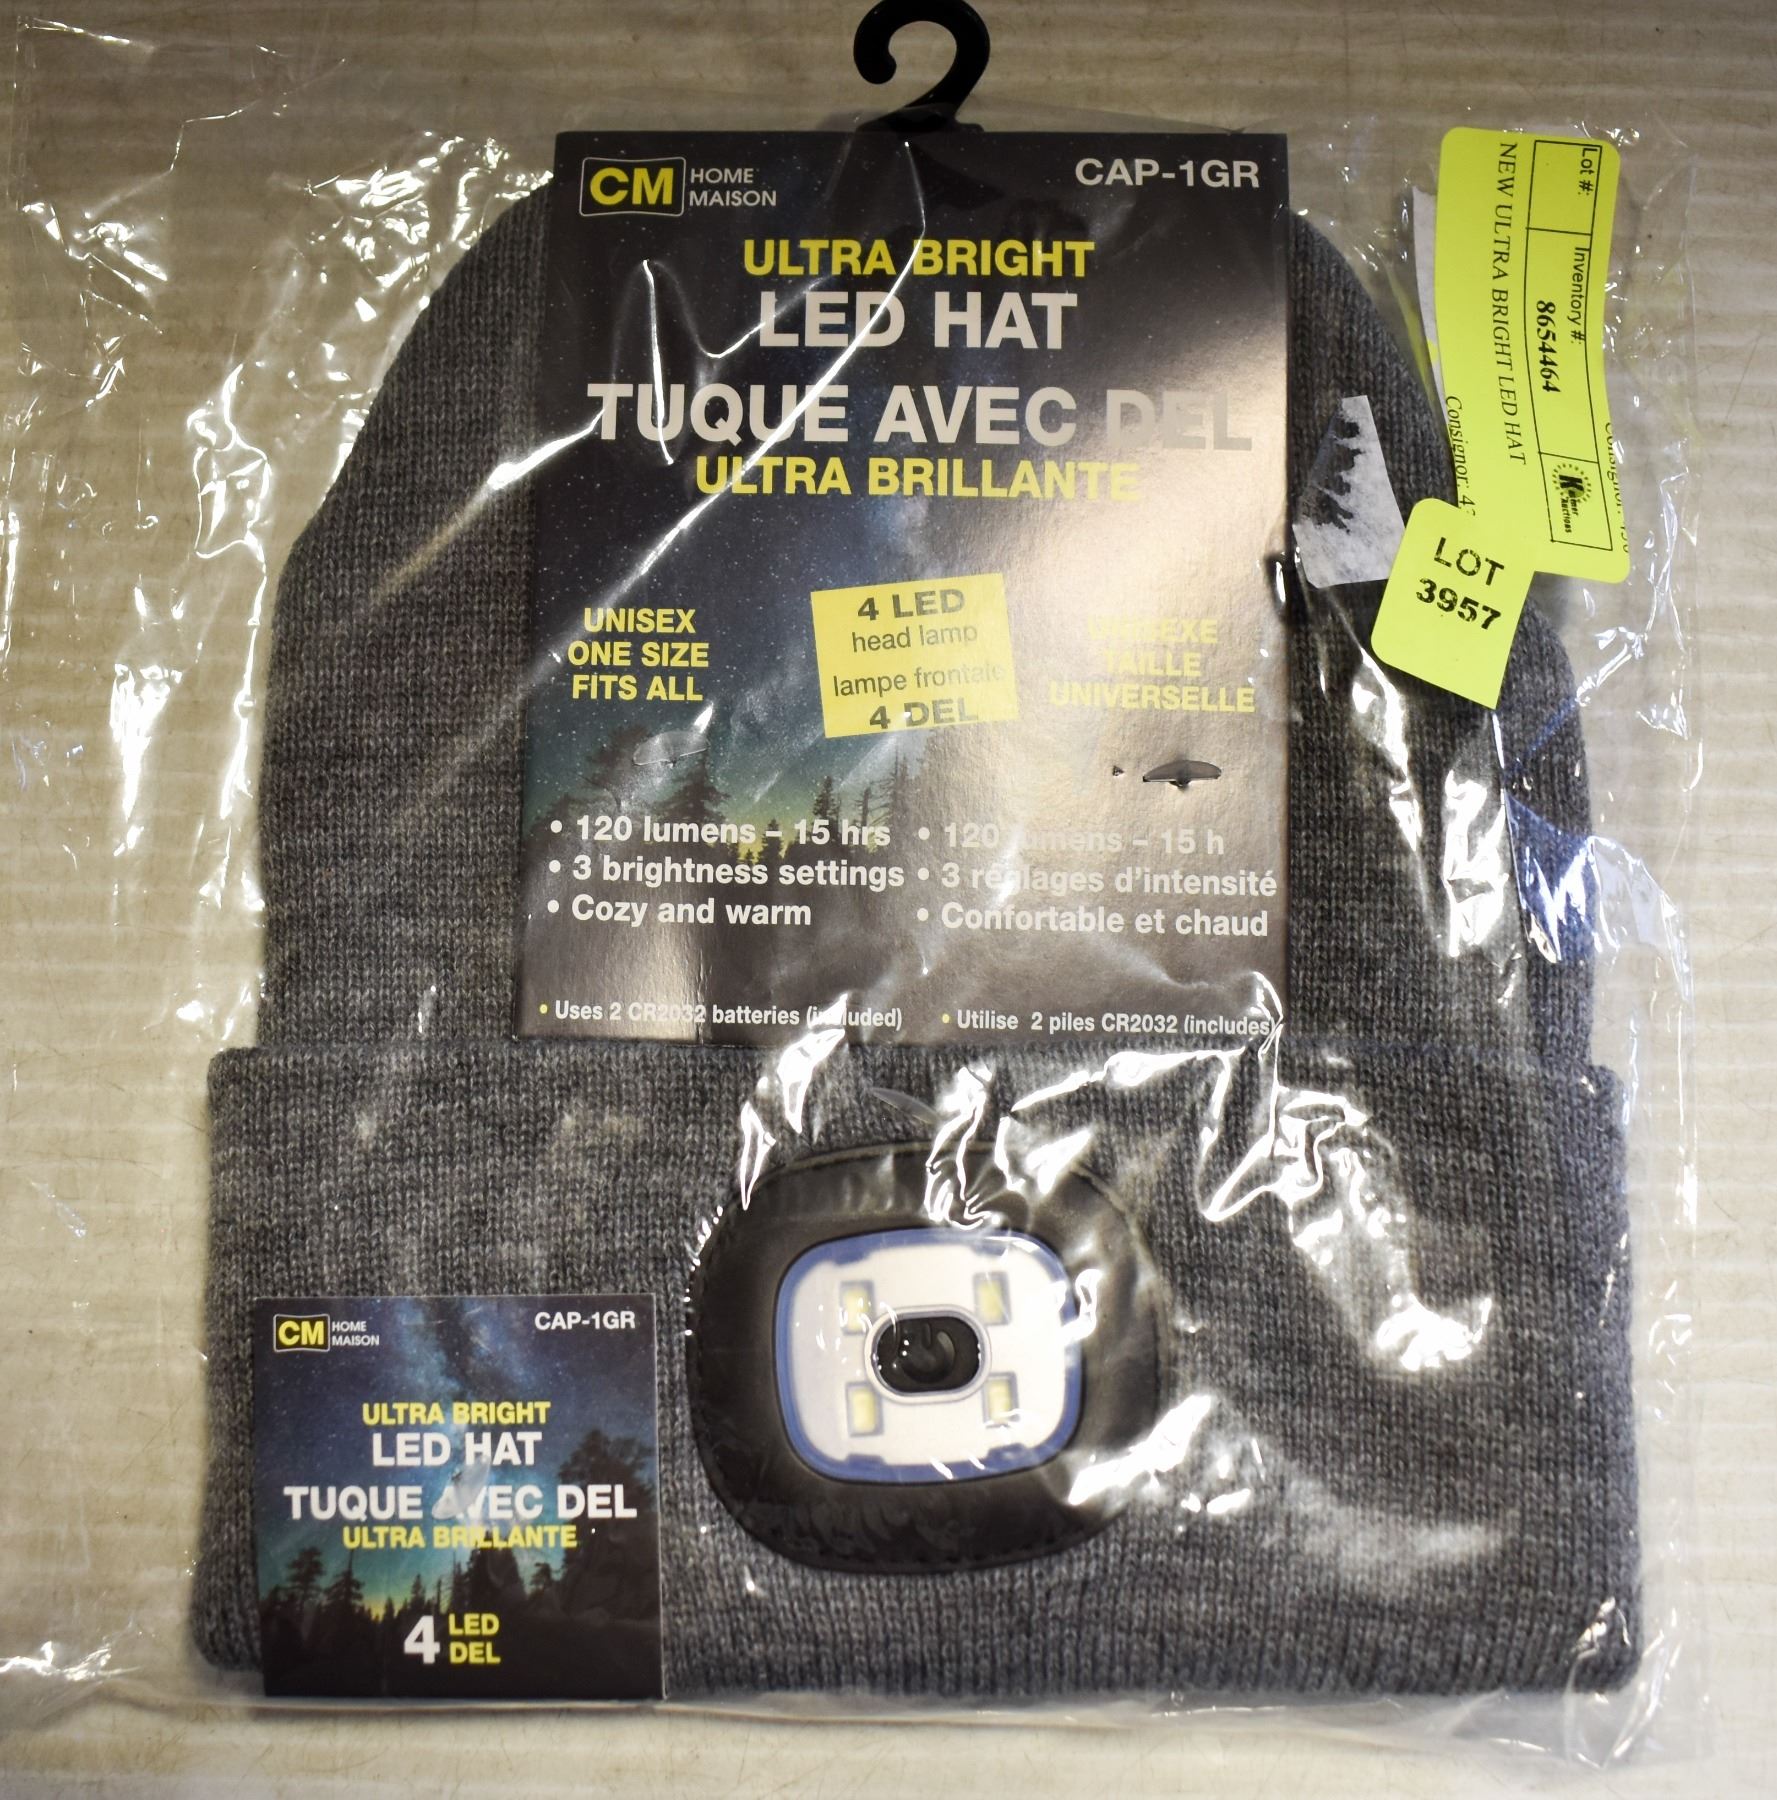 CM HOME MAISON
CAP-1GR
ULTRA BRIGHT
LED HAT
TUQUE AVEC DEL
ULTRA BRILLANTE
UNISEX
ONE SIZE
FITS ALL
4 LED
head lamp
lampe frontale
4 DEL
UNISEXE
TAILLE
UNIVERSELLE
• 120 lumens – 15 hrs
• 3 brightness settings
• Cozy and warm
• 120 lumens – 15 h
• 3 réglages d'intensité
• Confortable et chaud
• Uses 2 CR2032 batteries (included)
• Utilise 2 piles CR2032 (includes)
Lot #:
Inventory #:
8654464
NEW ULTRA BRIGHT LED HAT
Consignor:
LOT
3957
CM HOME MAISON
CAP-1GR
ULTRA BRIGHT
LED HAT
TUQUE AVEC DEL
ULTRA BRILLANTE
4 LED
DEL